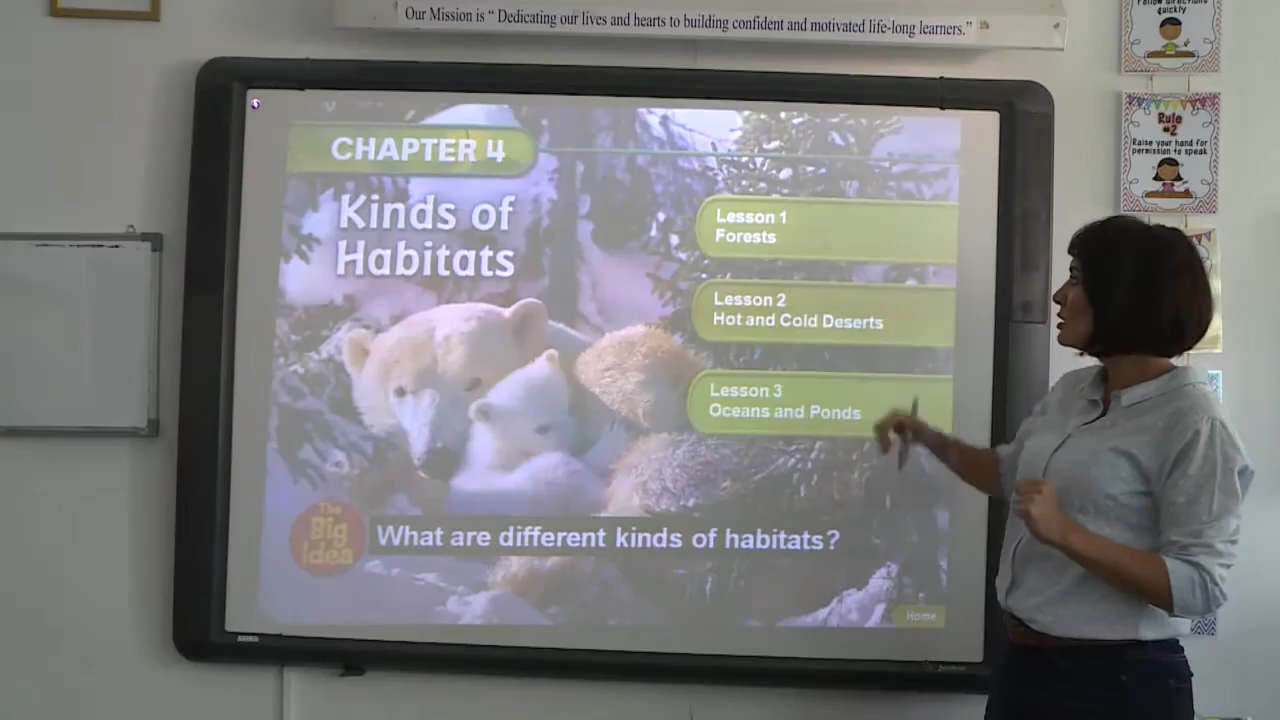 Our Mission is “ Dedicating our lives and hearts to building confident and motivated life-long learners.”
Follow directions
quickly
Rule
#2
Raise your hand for
permission to speak
CHAPTER 4
Kinds of
Habitats
Lesson 1
Forests
Lesson 2
Hot and Cold Deserts
Lesson 3
Oceans and Ponds
The
Big
Idea
What are different kinds of habitats?
Home